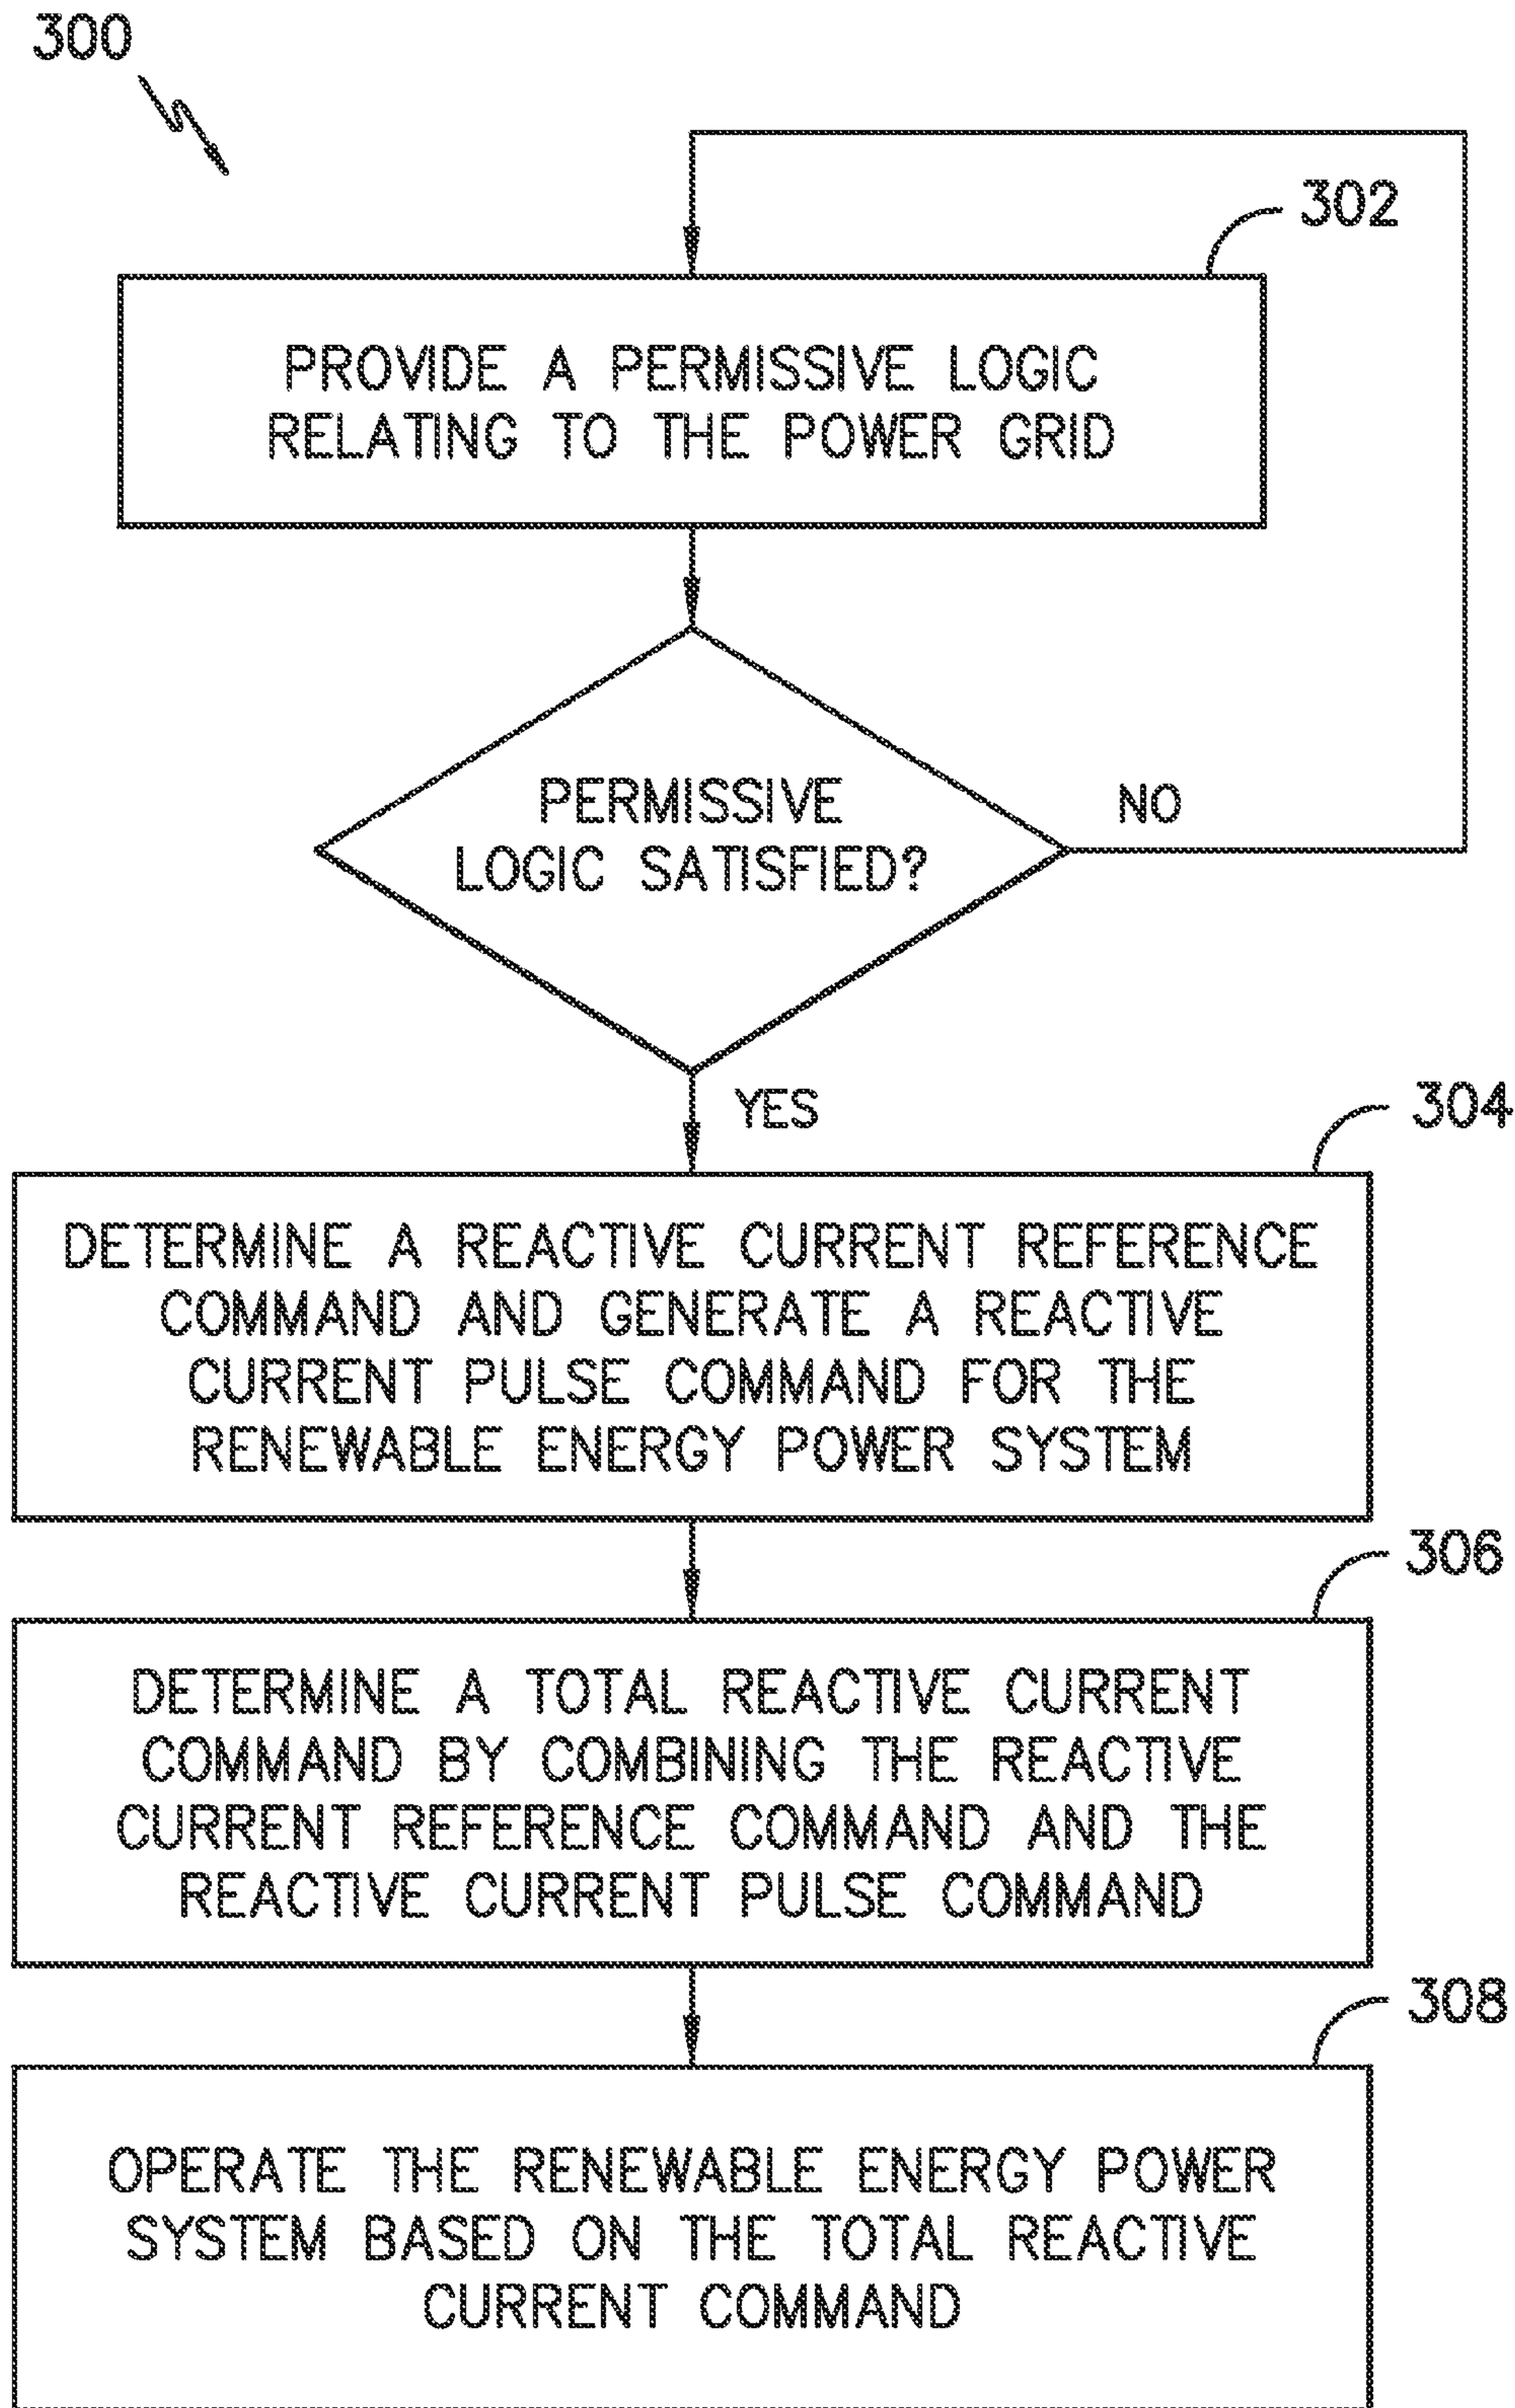 300
302
PROVIDE A PERMISSIVE LOGIC
RELATING TO THE POWER GRID
PERMISSIVE
LOGIC SATISFIED?
NO
YES
304
DETERMINE A REACTIVE CURRENT REFERENCE
COMMAND AND GENERATE A REACTIVE
CURRENT PULSE COMMAND FOR THE
RENEWABLE ENERGY POWER SYSTEM
306
DETERMINE A TOTAL REACTIVE CURRENT
COMMAND BY COMBINING THE REACTIVE
CURRENT REFERENCE COMMAND AND THE
REACTIVE CURRENT PULSE COMMAND
308
OPERATE THE RENEWABLE ENERGY POWER
SYSTEM BASED ON THE TOTAL REACTIVE
CURRENT COMMAND